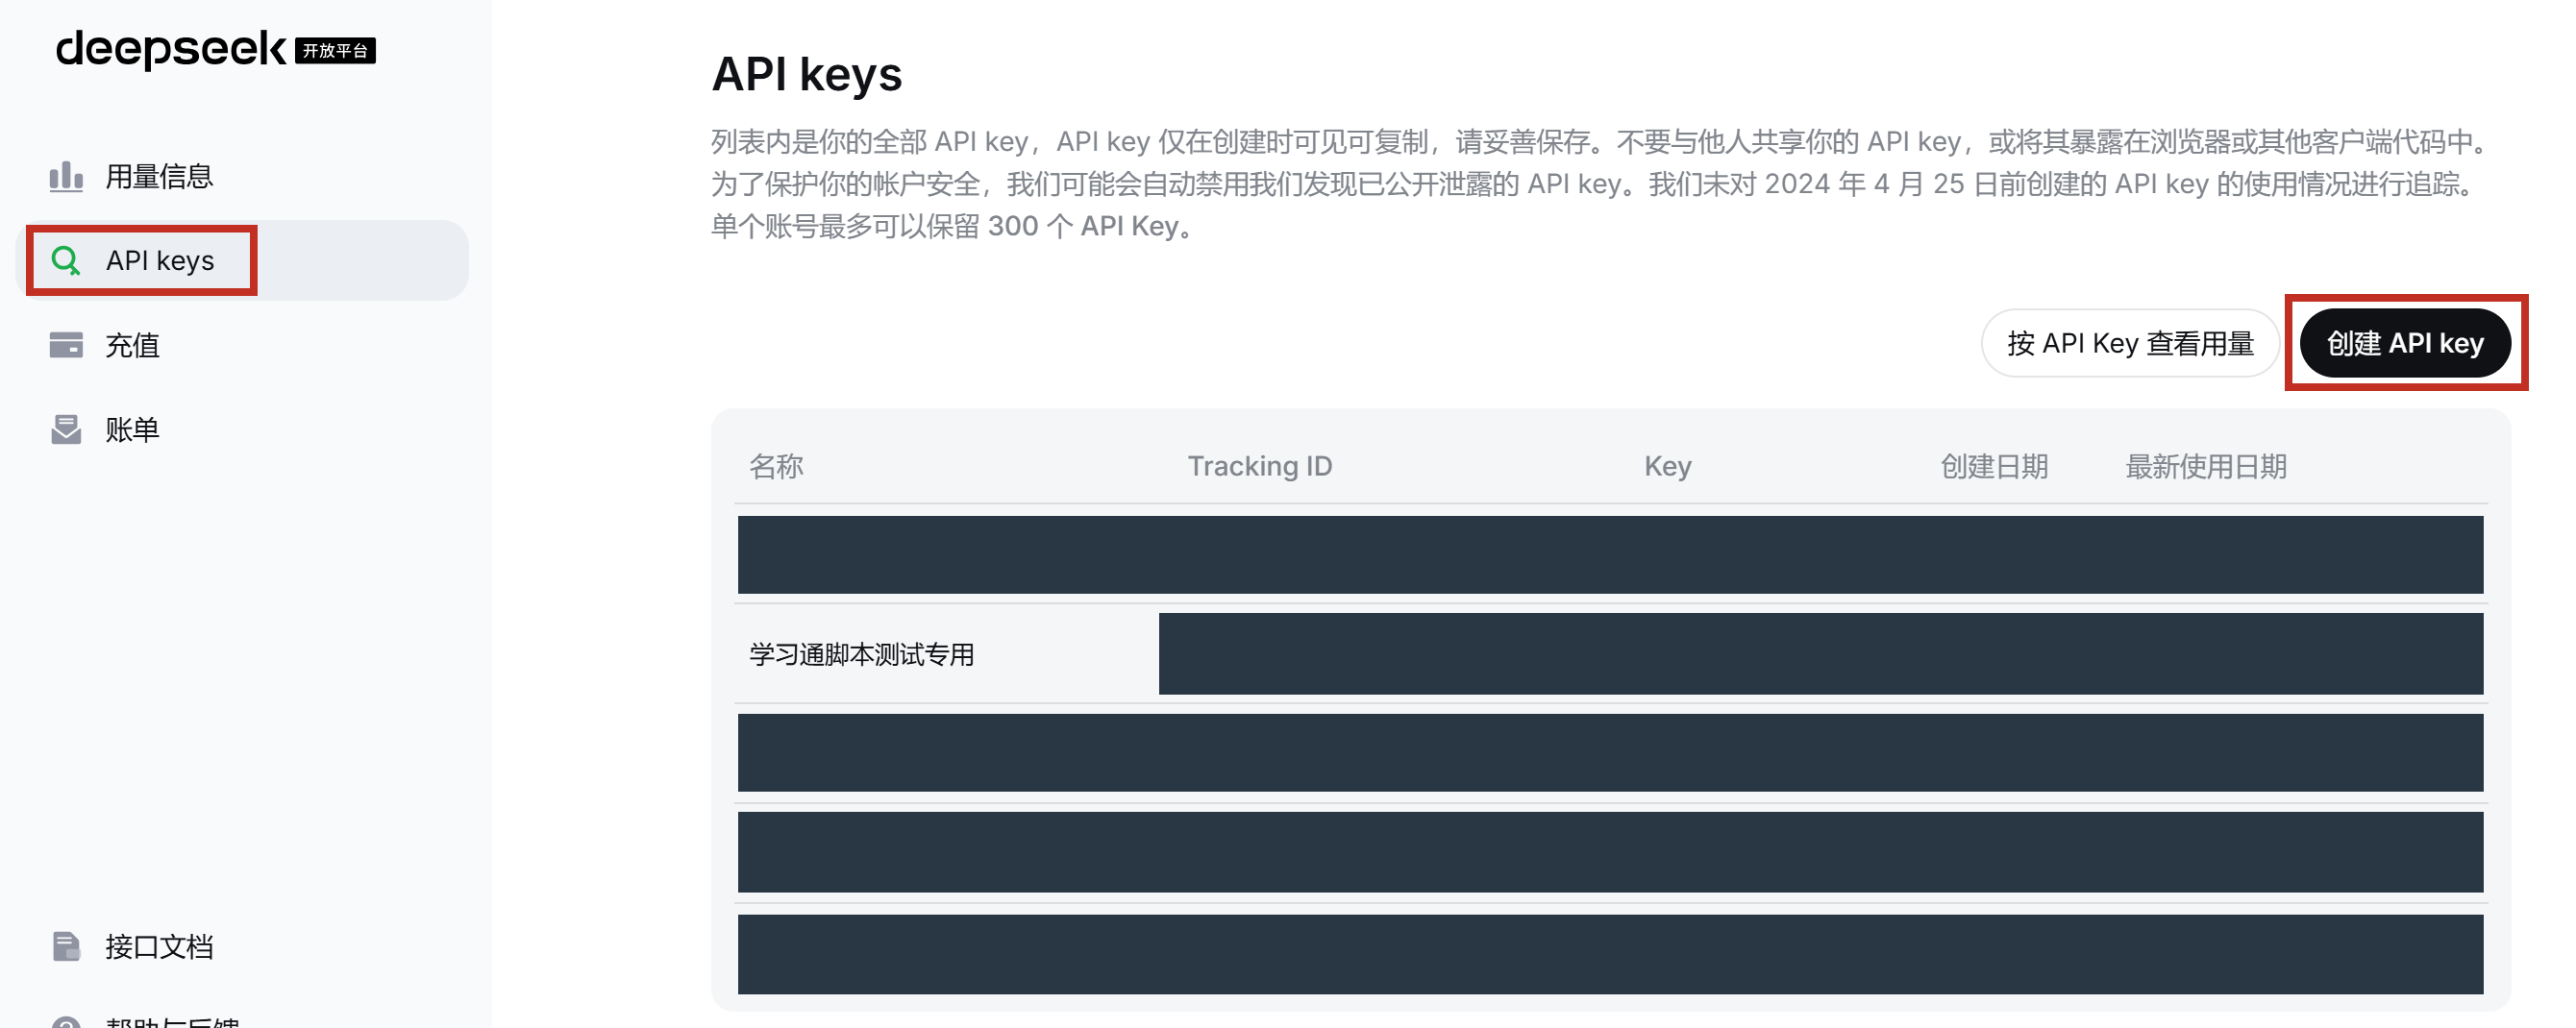 deepseek 开放平台
用量信息
API keys
充值
账单
接口文档
帮助与反馈
API keys
列表内是你的全部 API key，API key 仅在创建时可见可复制，请妥善保存。不要与他人共享你的 API key，或将其暴露在浏览器或其他客户端代码中。
为了保护你的帐户安全，我们可能会自动禁用我们发现已公开泄露的 API key。我们未对 2024 年 4 月 25 日前创建的 API key 的使用情况进行追踪。
单个账号最多可以保留 300 个 API Key。
按 API Key 查看用量 创建 API key
名称 Tracking ID Key 创建日期 最新使用日期
学习通脚本测试专用